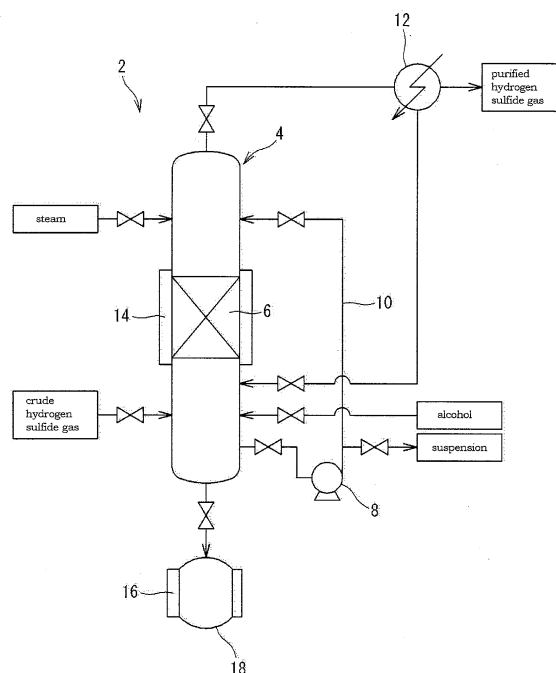 12
2
purified
hydrogen
sulfide gas
4
steam
6
14
10
crude
hydrogen
sulfide gas
alcohol
suspension
8
16
18